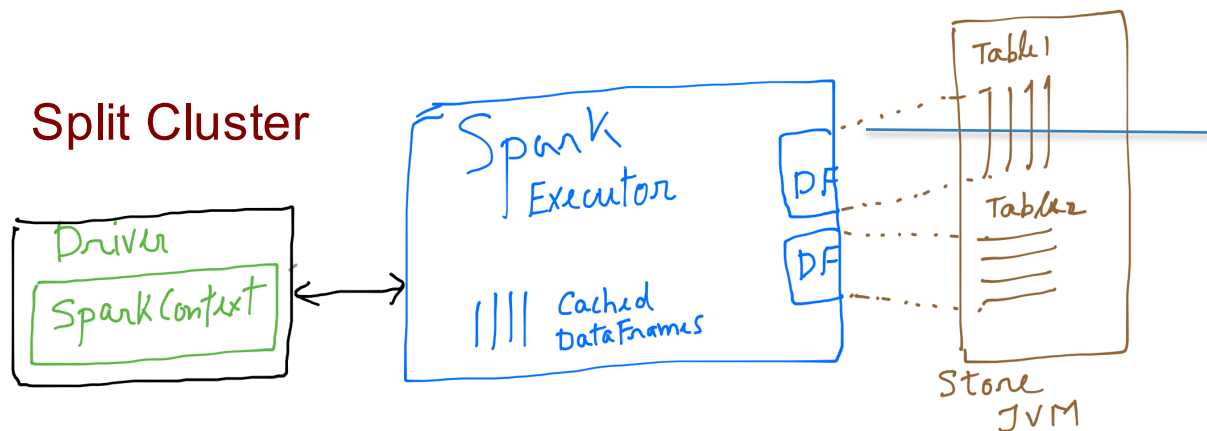 Split Cluster
Driver
SparkContext
Spark
Executor
Cached
DataFrames
DF
DF
Table1
Table2
Store
JVM